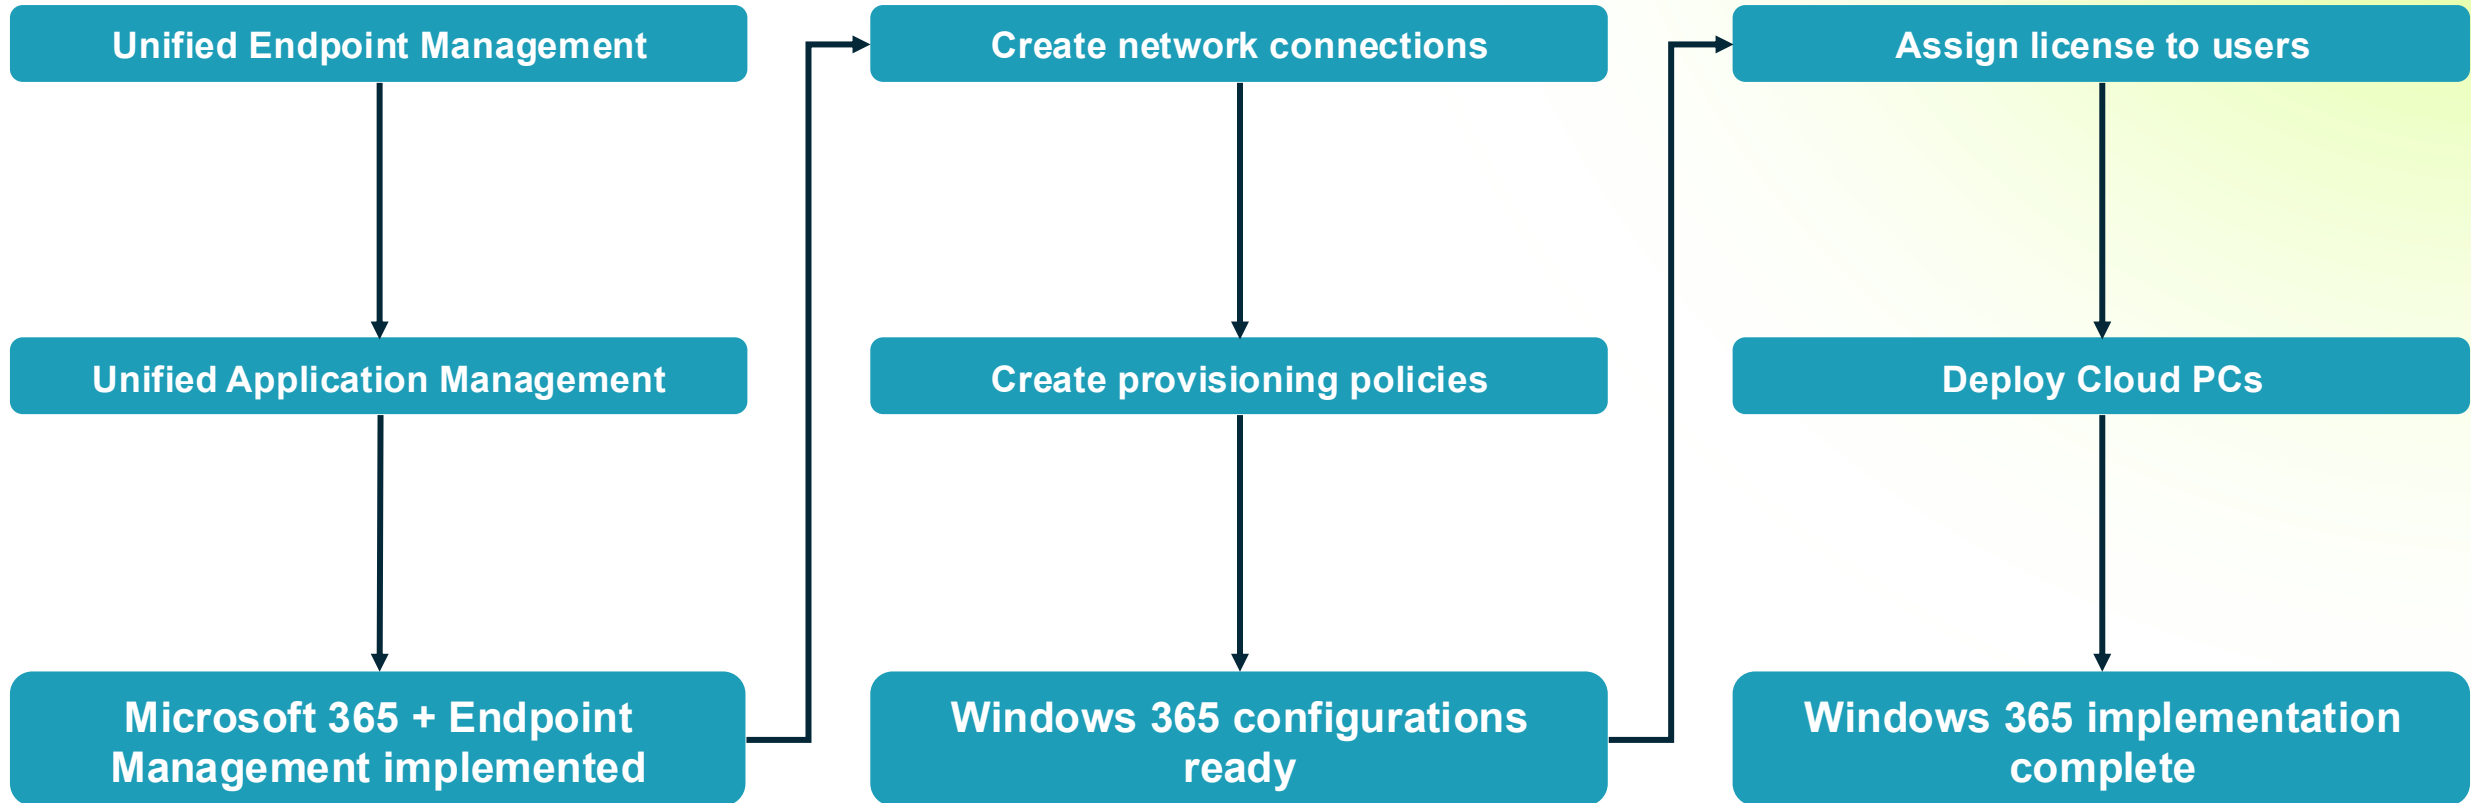 Unified Endpoint Management
Unified Application Management
Microsoft 365 + Endpoint
Management implemented
Create network connections
Create provisioning policies
Windows 365 configurations
ready
Assign license to users
Deploy Cloud PCs
Windows 365 implementation
complete